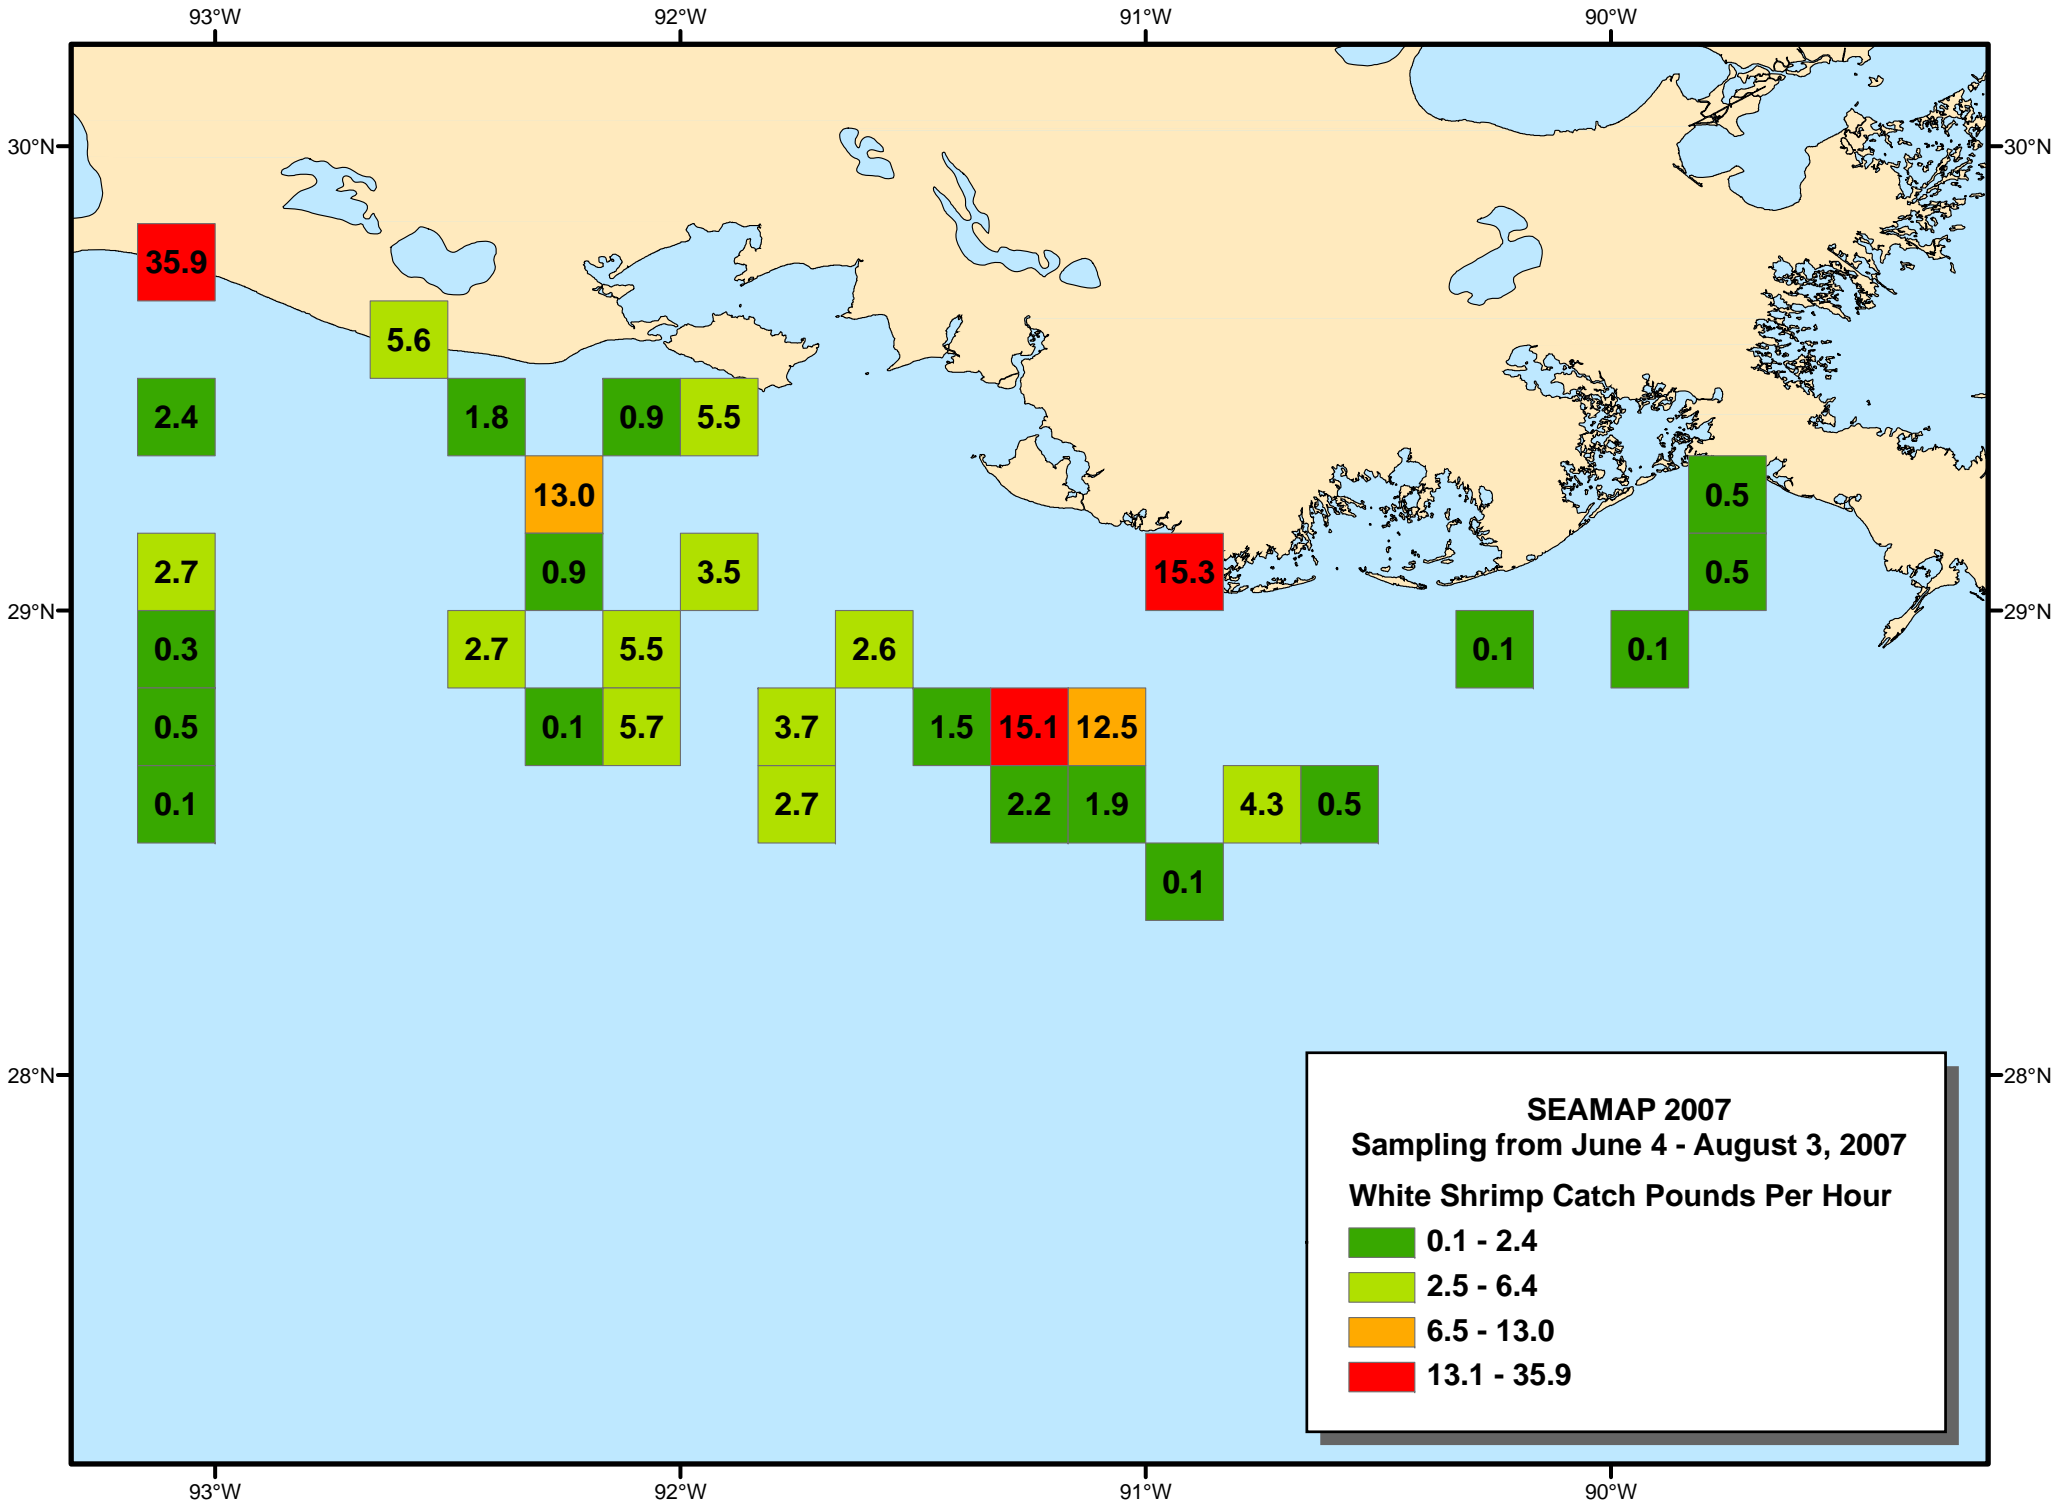 93°W 92°W 91°W 90°W
30°N 30°N
35.9
5.6
2.4 1.8 0.9 5.5
13.0 0.5
2.7 0.9 3.5 15.3 0.5
29°N 29°N
0.3 2.7 5.5 2.6 0.1 0.1
0.5 0.1 5.7 3.7 1.5 15.1 12.5
0.1 2.7 2.2 1.9 4.3 0.5
0.1
28°N 28°N
SEAMAP 2007
Sampling from June 4 - August 3, 2007
White Shrimp Catch Pounds Per Hour
0.1 - 2.4
2.5 - 6.4
6.5 - 13.0
13.1 - 35.9
93°W 92°W 91°W 90°W